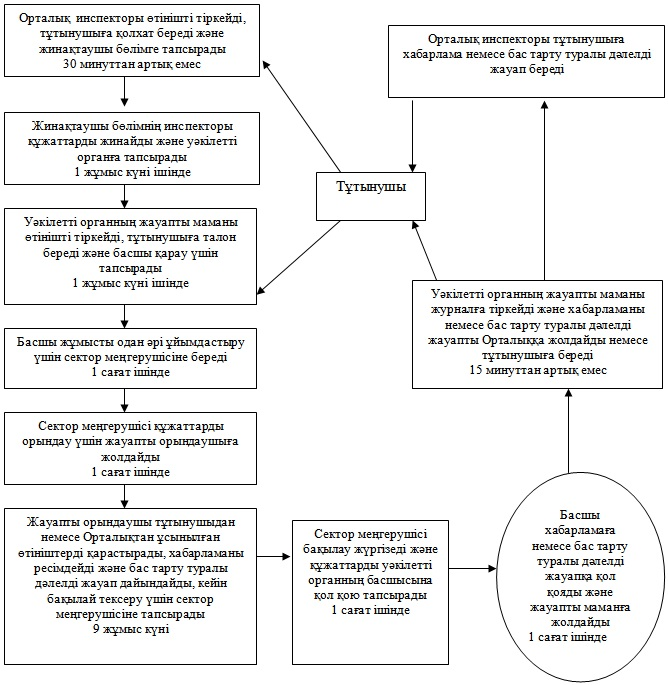 Орталық инспекторы өтінішті тіркейді,
тұтынушыға қолхат береді және
жинақтаушы бөлімге тапсырады
30 минуттан артық емес
Жинақтаушы бөлімнің инспекторы
құжаттарды жинайды және уәкілетті
органға тапсырады
1 жұмыс күні ішінде
Уәкілетті органның жауапты маманы
өтінішті тіркейді, тұтынушыға талон
береді және басшы қарау үшін
тапсырады
1 жұмыс күні ішінде
Басшы жұмысты одан әрі ұйымдастыру
үшін сектор меңгерушісіне береді
1 сағат ішінде
Сектор меңгерушісі құжаттарды
орындау үшін жауапты орындаушыға
жолдайды
1 сағат ішінде
Жауапты орындаушы тұтынушыдан
немесе Орталықтан ұсынылған
өтініштерді қарастырады, хабарламаны
ресімдейді және бас тарту туралы
дәлелді жауап дайындайды, кейін
бақылай тексеру үшін сектор
меңгерушісіне тапсырады
9 жұмыс күні
Сектор меңгерушісі
бақылау жүргізеді және
құжаттарды уәкілетті
органның басшысына
қол қою тапсырады
1 сағат ішінде
Басшы
хабарламаға
немесе бас тарту
туралы дәлелді
жауапқа қол
қояды және
жауапты маманға
жолдайды
1 сағат ішінде
Уәкілетті органның жауапты маманы
журналға тіркейді және хабарламаны
немесе бас тарту туралы дәлелді
жауапты Орталыққа жолдайды немесе
тұтынушыға береді
15 минуттан артық емес
Тұтынушы
Орталық инспекторы тұтынушыға
хабарлама немесе бас тарту туралы дәлелді
жауап береді